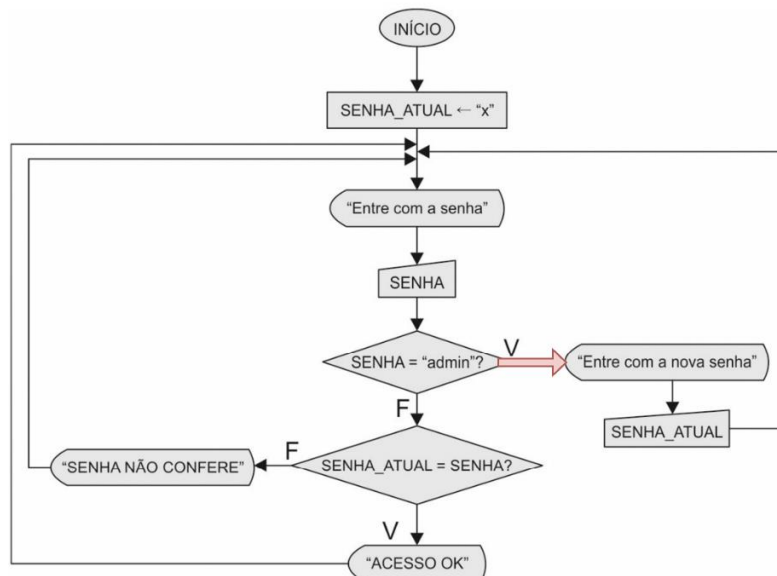 INÍCIO
SENHA_ATUAL ← “x”
“Entre com a senha”
SENHA
SENHA = “admin”?
V
“Entre com a nova senha”
F
SENHA_ATUAL
“SENHA NÃO CONFERE”
F
SENHA_ATUAL = SENHA?
V
“ACESSO OK”